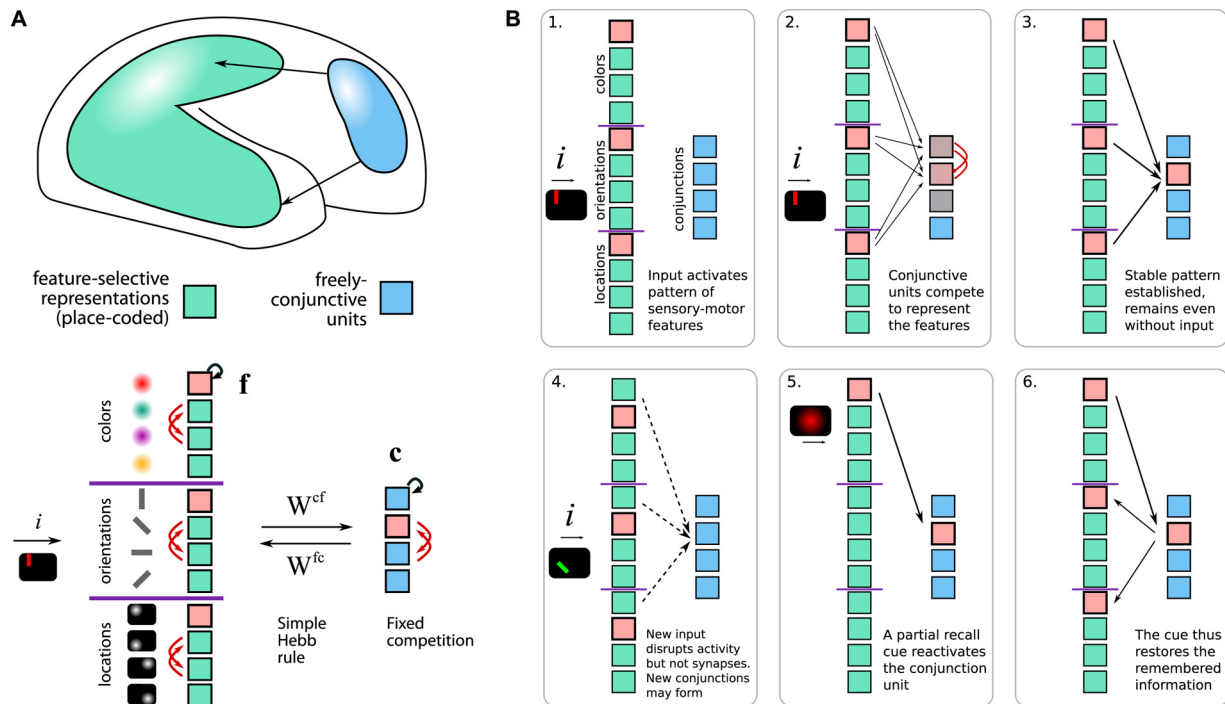 A
feature-selective
representations
(place-coded)
freely-
conjunctive
units
colors
orientations
locations
f
i
W^cf
W^fc
c
Simple
Hebb
rule
Fixed
competition
B
1.
colors
orientations
locations
i
conjunctions
Input activates
pattern of
sensory-motor
features
2.
i
Conjunctive
units compete
to represent
the features
3.
Stable pattern
established,
remains even
without input
4.
i
New input
disrupts activity
but not synapses.
New conjunctions
may form
5.
A partial recall
cue reactivates
the conjunction
unit
6.
The cue thus
restores the
remembered
information